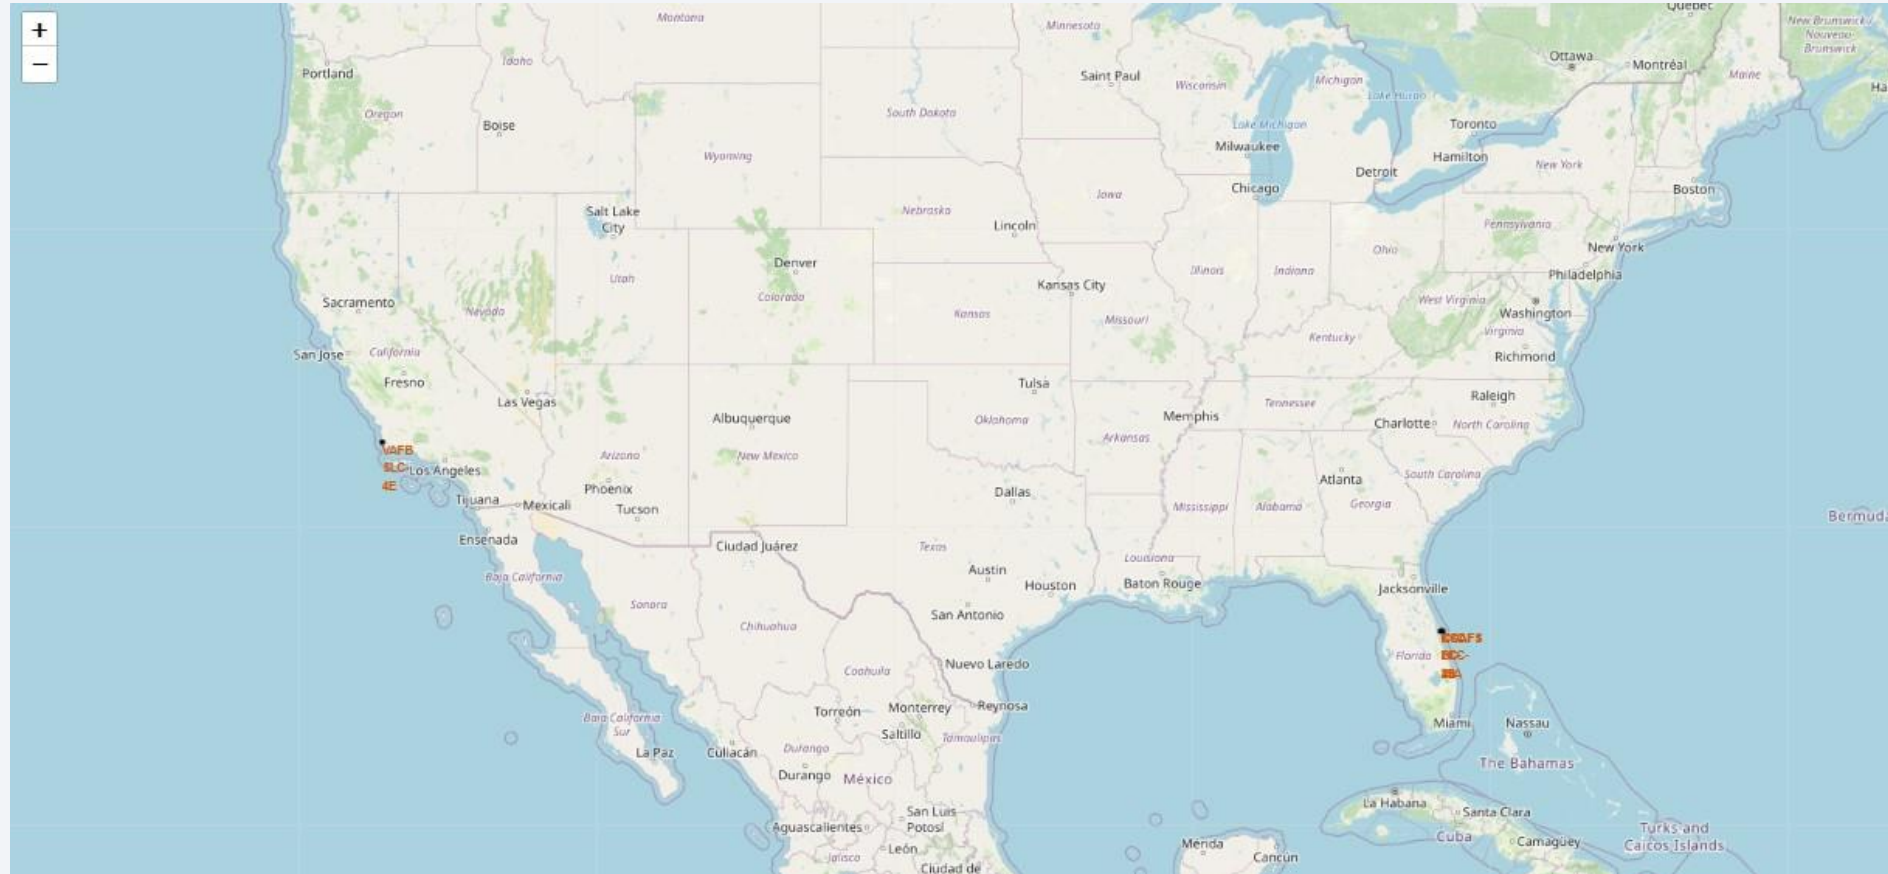 +
−
Montana
Minnesota
Québec
New Brunswick /
Nouveau-
Brunswick
Portland
Idaho
Saint Paul
Wisconsin
Michigan
Lake Huron
Ottawa
Montréal
Maine
Ha
Oregon
Boise
South Dakota
Toronto
Lake Michigan
Milwaukee
Hamilton
Wyoming
New York
Detroit
Chicago
Boston
Iowa
Salt Lake
City
Nebraska
Lincoln
Pennsylvania
Ohio
New York
Denver
Utah
Illinois
Indiana
Philadelphia
Kansas City
Colorado
Sacramento
Nevada
Kansas
Missouri
West Virginia
Washington
Virginia
Kentucky
San Jose
California
Richmond
Fresno
Tulsa
Las Vegas
Albuquerque
Oklahoma
Memphis
Tennessee
Raleigh
Charlotte
North Carolina
Arkansas
VAFB
SLC-
4E
Los Angeles
Arizona
New Mexico
Atlanta
South Carolina
Phoenix
Dallas
Tijuana
Mexicali
Tucson
Mississippi
Alabama
Georgia
Bermuda
Ensenada
Ciudad Juárez
Texas
Louisiana
Baja California
Austin
Houston
Baton Rouge
Jacksonville
Sonora
San Antonio
Chihuahua
Florida
Coahuila
Nuevo Laredo
Torreón
Monterrey
Reynosa
Baja California
Sur
Saltillo
Tamaulipas
Miami
Nassau
La Paz
Culiacán
Durango
The Bahamas
Durango
México
La Habana
Santa Clara
San Luis
Potosí
Aguascalientes
Cuba
Camagüey
Turks and
Caicos Islands
Jalisco
León
Mérida
Cancún
Ciudad de